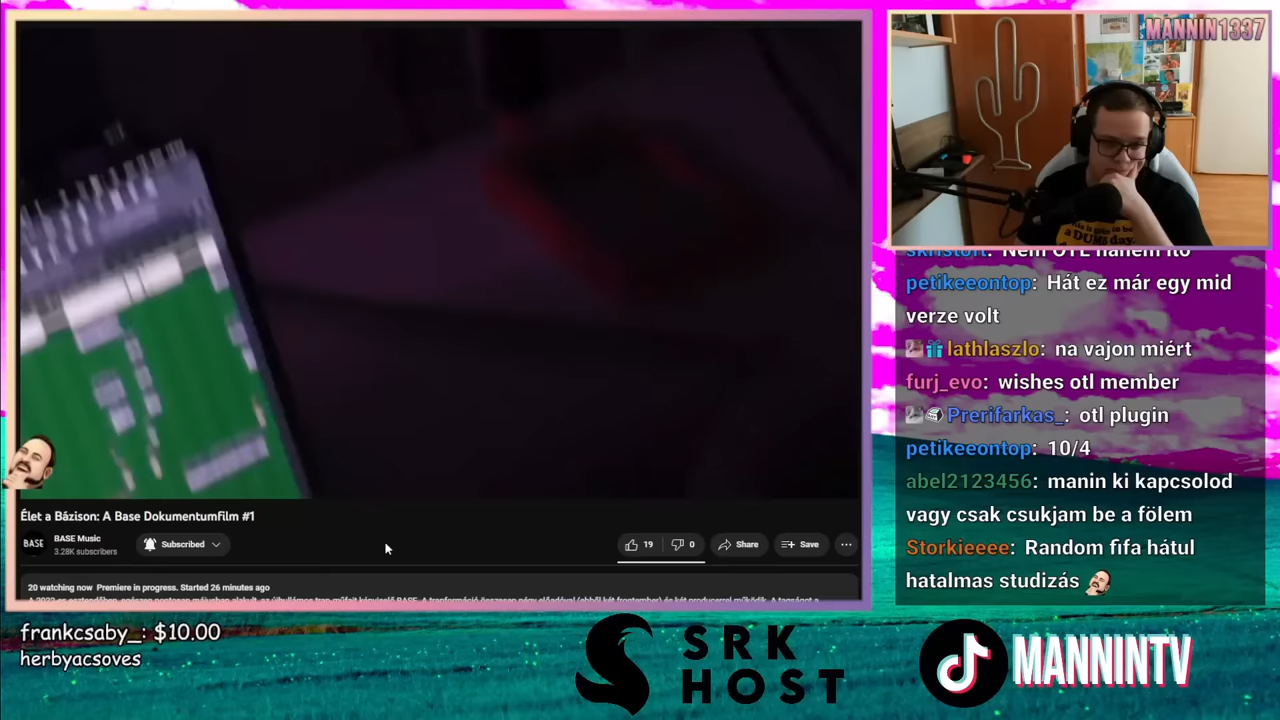 MANNIN1337
a DUMB day.
petikeeontop: Hát ez már egy mid
verze volt
lathlaszlo: na vajon miért
furj_evo: wishes otl member
Prerifarkas_: otl plugin
petikeeontop: 10/4
abel2123456: manin ki kapcsolod
vagy csak csukjam be a fölem
Storkieeee: Random fifa hátul
hatalmas studizás
Élet a Bázison: A Base Dokumentumfilm #1
BASE
BASE Music
3.28K subscribers
Subscribed
19
0
Share
Save
20 watching now Premiere in progress. Started 26 minutes ago
frankcsaby_: $10.00
herbyacsoves
SRK
HOST
MANNINTV